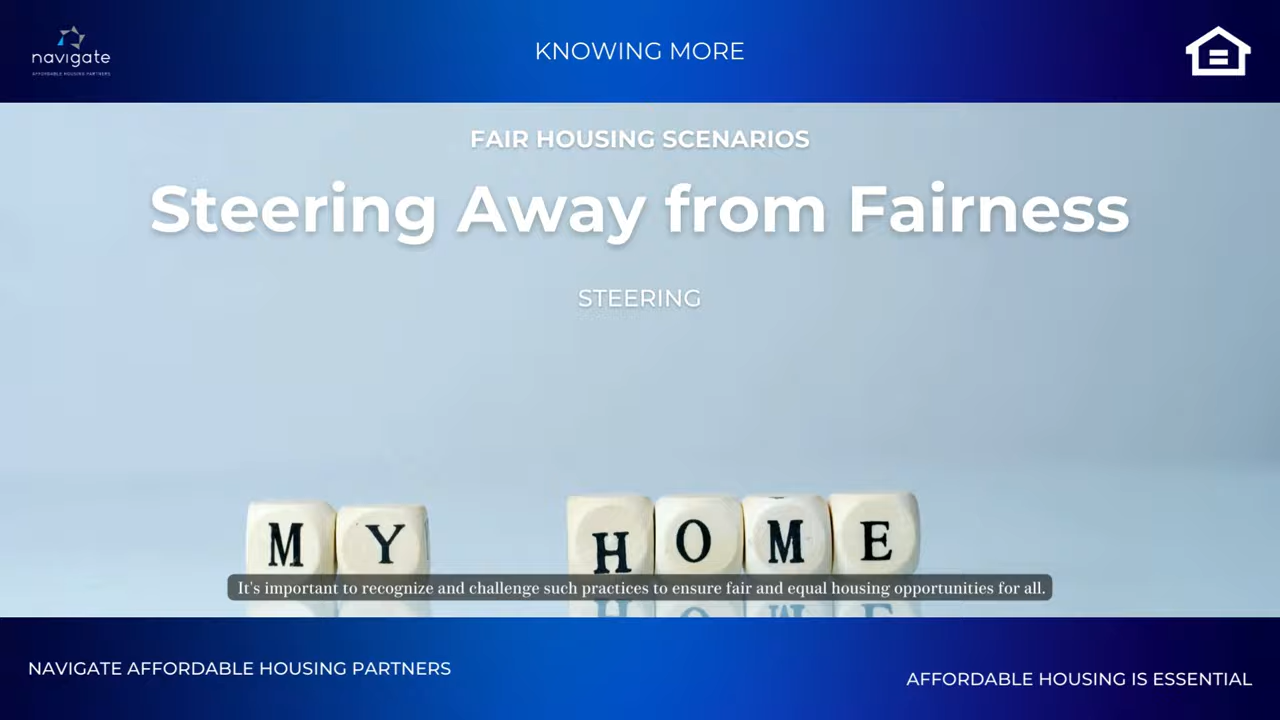 navigate
AFFORDABLE HOUSING PARTNERS
KNOWING MORE
FAIR HOUSING SCENARIOS
Steering Away from Fairness
STEERING
MY HOME
It's important to recognize and challenge such practices to ensure fair and equal housing opportunities for all.
NAVIGATE AFFORDABLE HOUSING PARTNERS
AFFORDABLE HOUSING IS ESSENTIAL